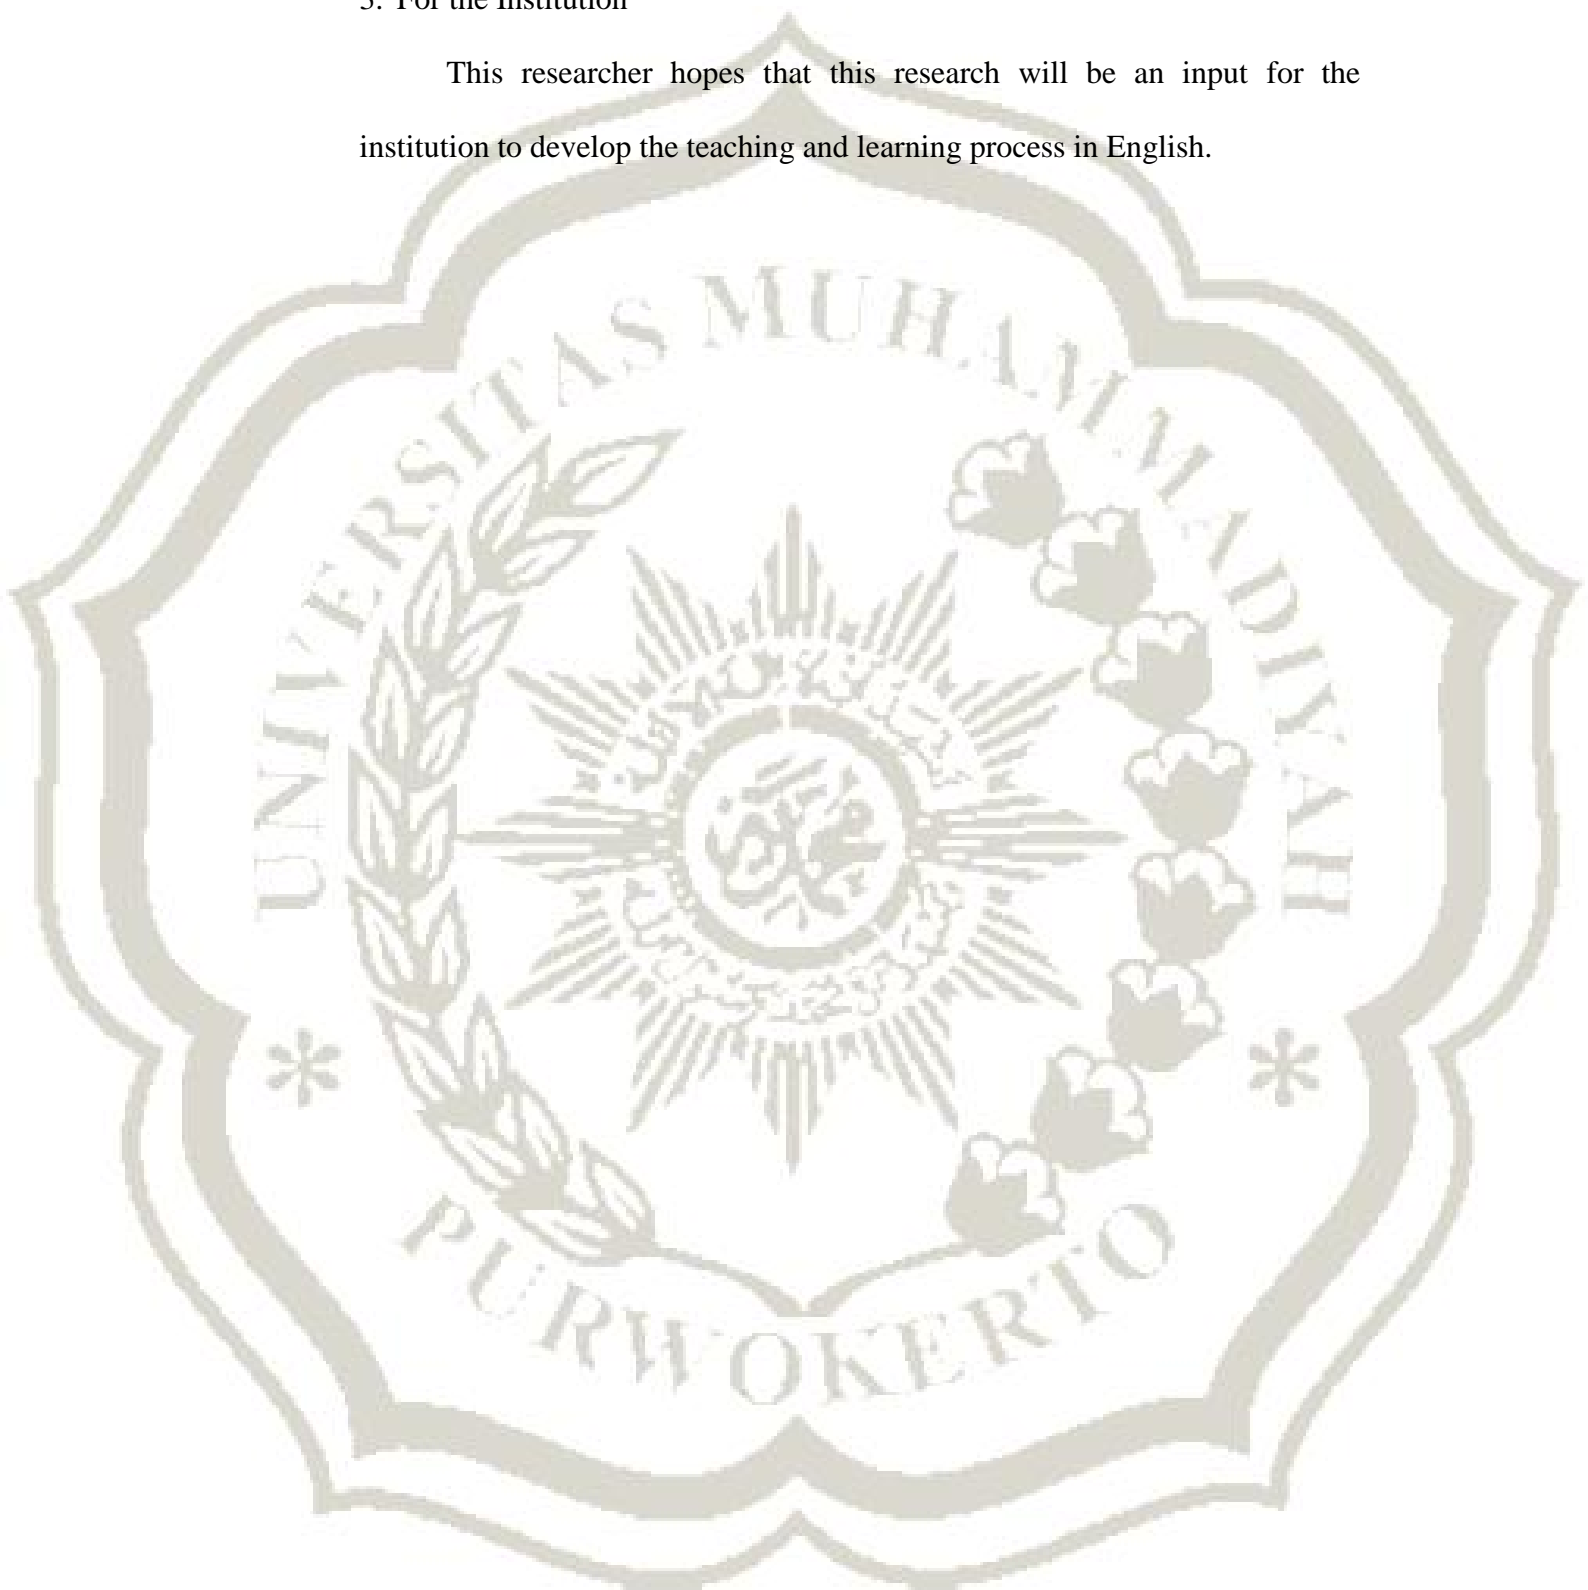 3. For the Institution
This researcher hopes that this research will be an input for the
institution to develop the teaching and learning process in English.
UNIVERSITAS MUHAMMADIYAH
PURWOKERTO